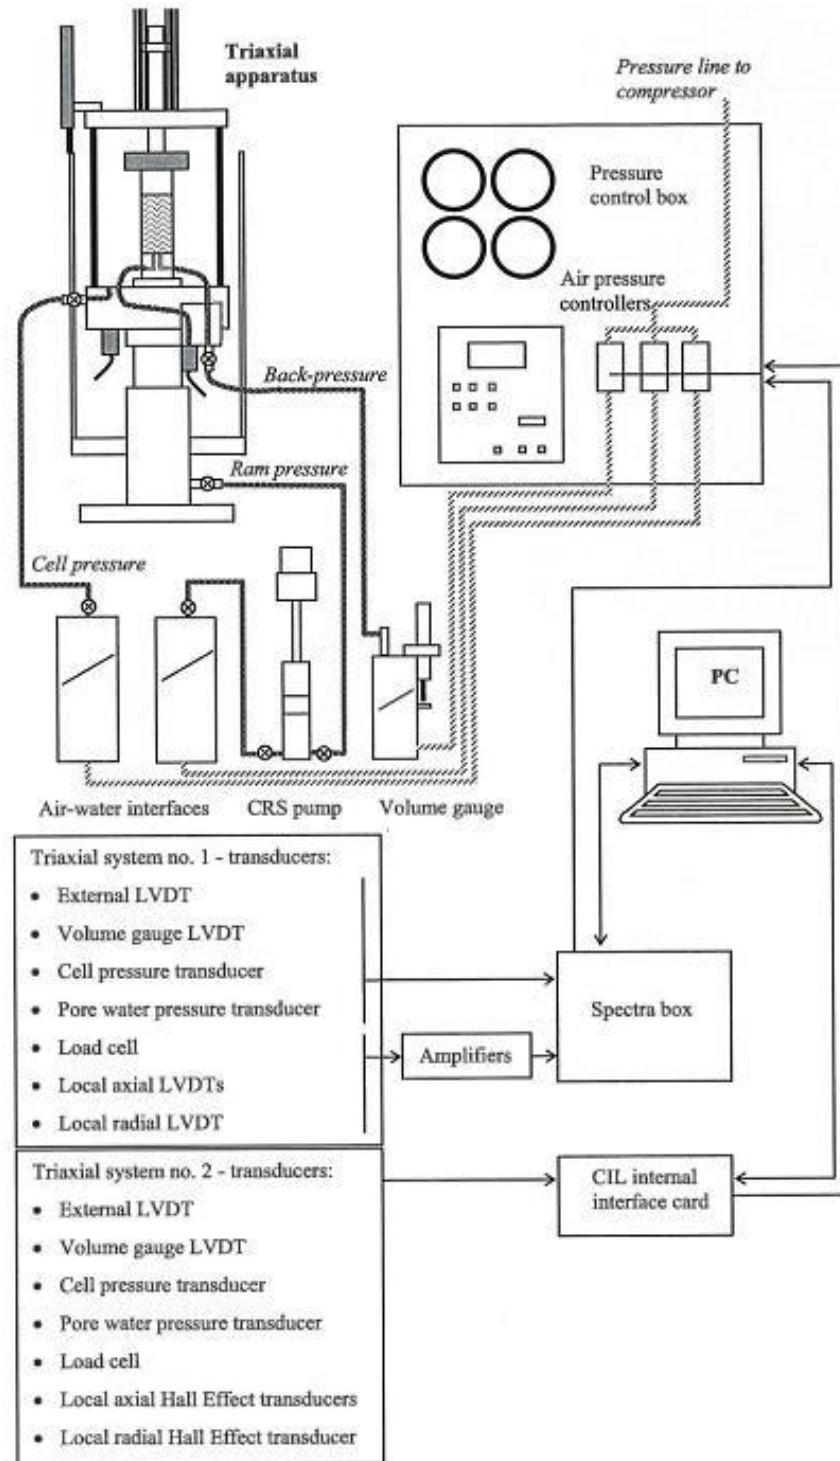 Triaxial
apparatus
Pressure line to
compressor
Pressure
control box
Air pressure
controllers
Back-pressure
Ram pressure
Cell pressure
PC
Air-water interfaces
CRS pump
Volume gauge
Triaxial system no. 1 - transducers:
• External LVDT
• Volume gauge LVDT
• Cell pressure transducer
• Pore water pressure transducer
• Load cell
• Local axial LVDTs
• Local radial LVDT
Amplifiers
Spectra box
Triaxial system no. 2 - transducers:
• External LVDT
• Volume gauge LVDT
• Cell pressure transducer
• Pore water pressure transducer
• Load cell
• Local axial Hall Effect transducers
• Local radial Hall Effect transducer
CIL internal
interface card